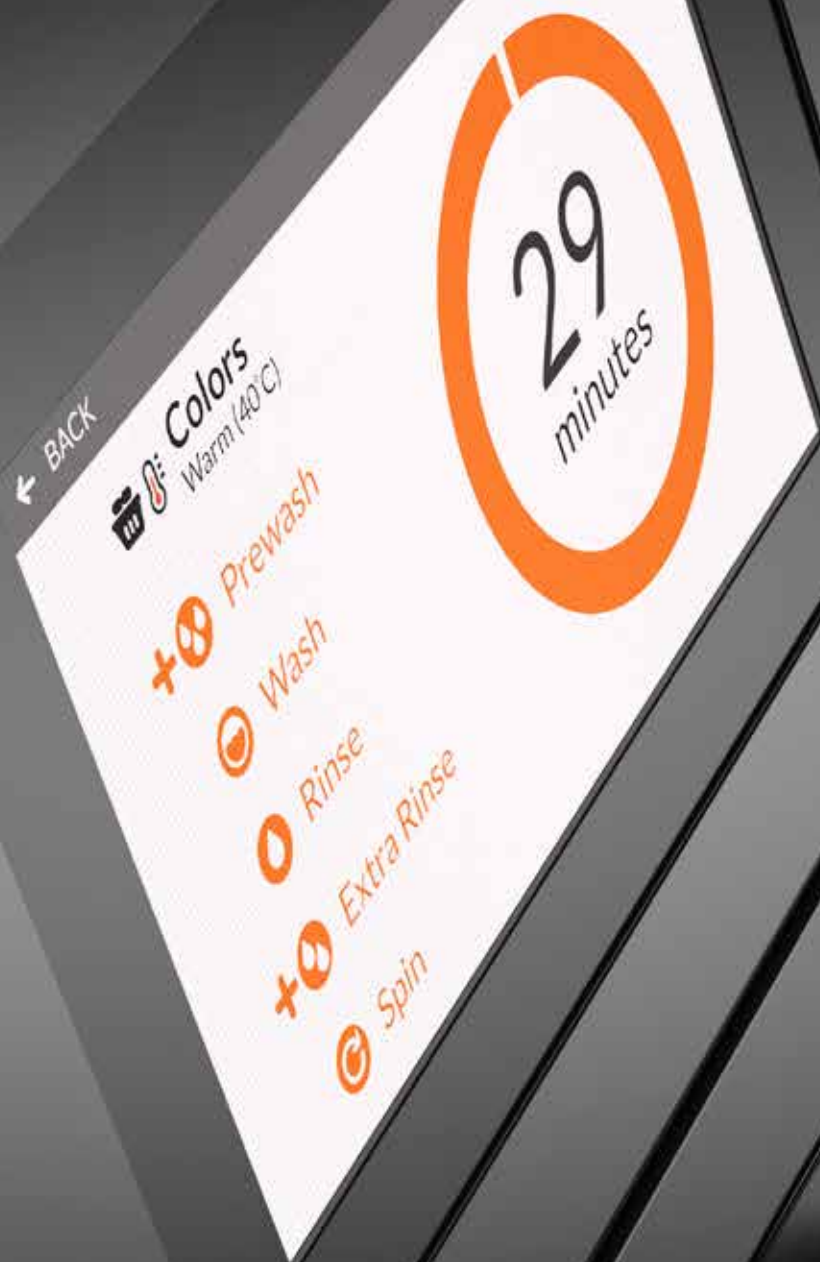 BACK
Colors
Warm (40°C)
Prewash
Wash
Rinse
Extra Rinse
Spin
29
minutes